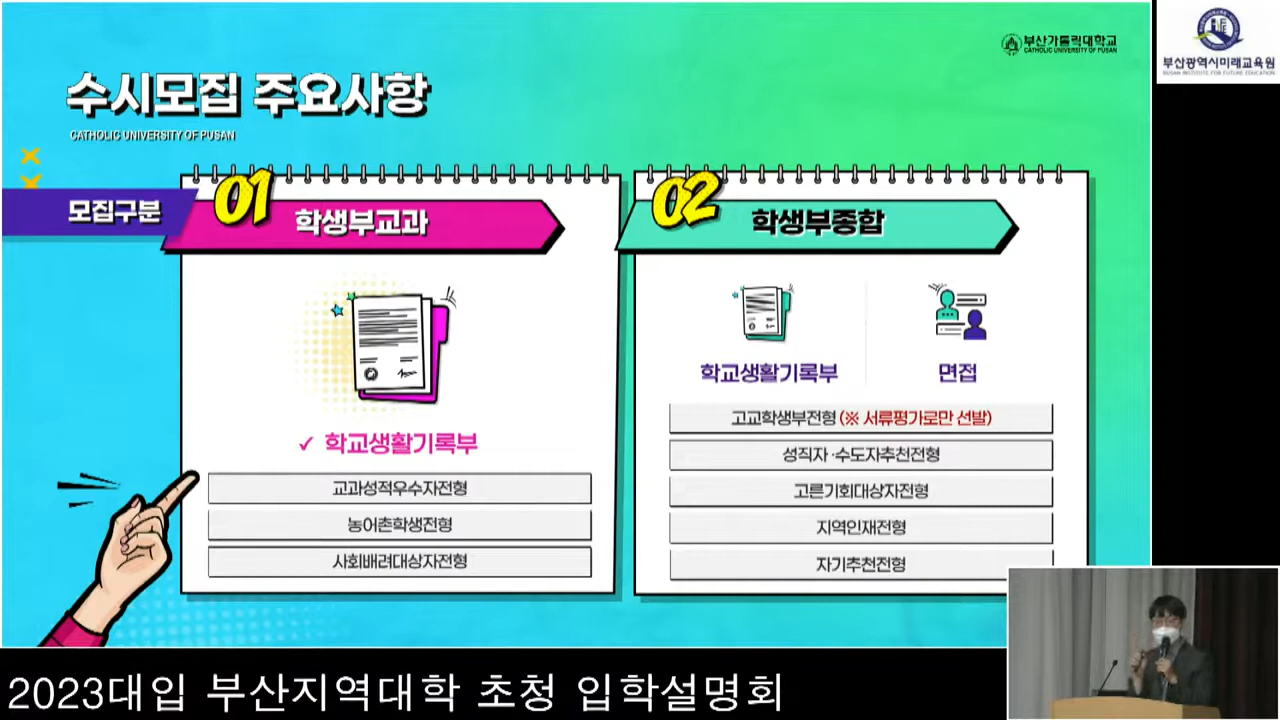 부산가톨릭대학교
CATHOLIC UNIVERSITY OF PUSAN
부산광역시미래교육원
BUSAN INSTITUTE FOR FUTURE EDUCATION
수시모집 주요사항
CATHOLIC UNIVERSITY OF PUSAN
모집구분
01
학생부교과
✓ 학교생활기록부
교과성적우수자전형
농어촌학생전형
사회배려대상자전형
02
학생부종합
학교생활기록부
면접
고교학생부전형 (※ 서류평가로만 선발)
성직자·수도자추천전형
고른기회대상자전형
지역인재전형
자기추천전형
2023대입 부산지역대학 초청 입학설명회